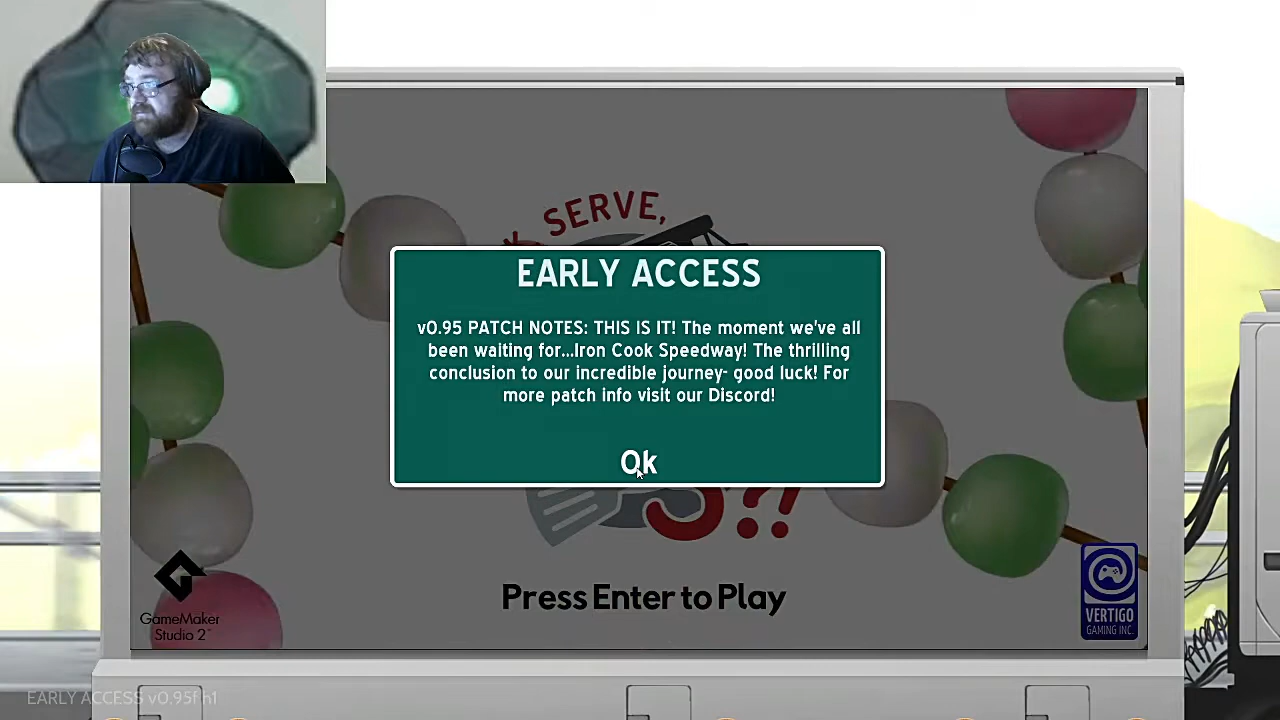 SERVE,
EARLY ACCESS
v0.95 PATCH NOTES: THIS IS IT! The moment we've all
been waiting for...Iron Cook Speedway! The thrilling
conclusion to our incredible journey- good luck! For
more patch info visit our Discord!
Ok
3?!
Press Enter to Play
GameMaker
Studio 2™
VERTIGO
GAMING INC.
EARLY ACCESS v0.95f h1